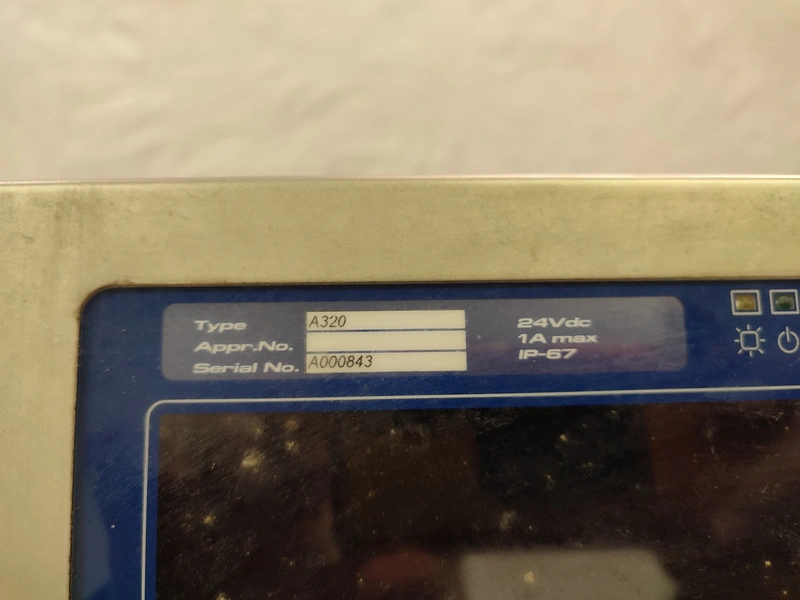 Type A320
Appr.No.
Serial No. A000843
24Vdc
1A max
IP-67